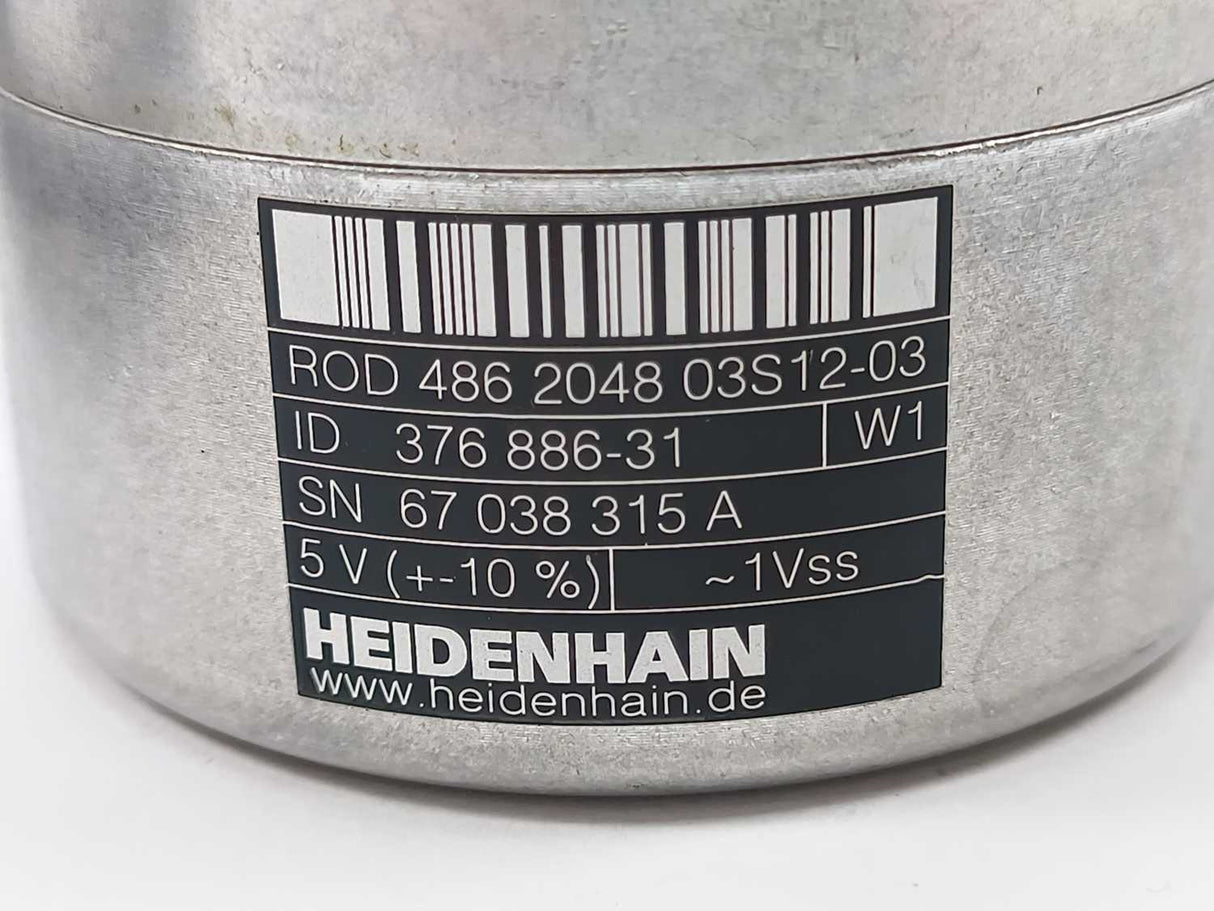 ROD 486 2048 03S12-03
ID 376 886-31 W1
SN 67 038 315 A
5 V (+-10 %) ~1Vss
HEIDENHAIN
www.heidenhain.de